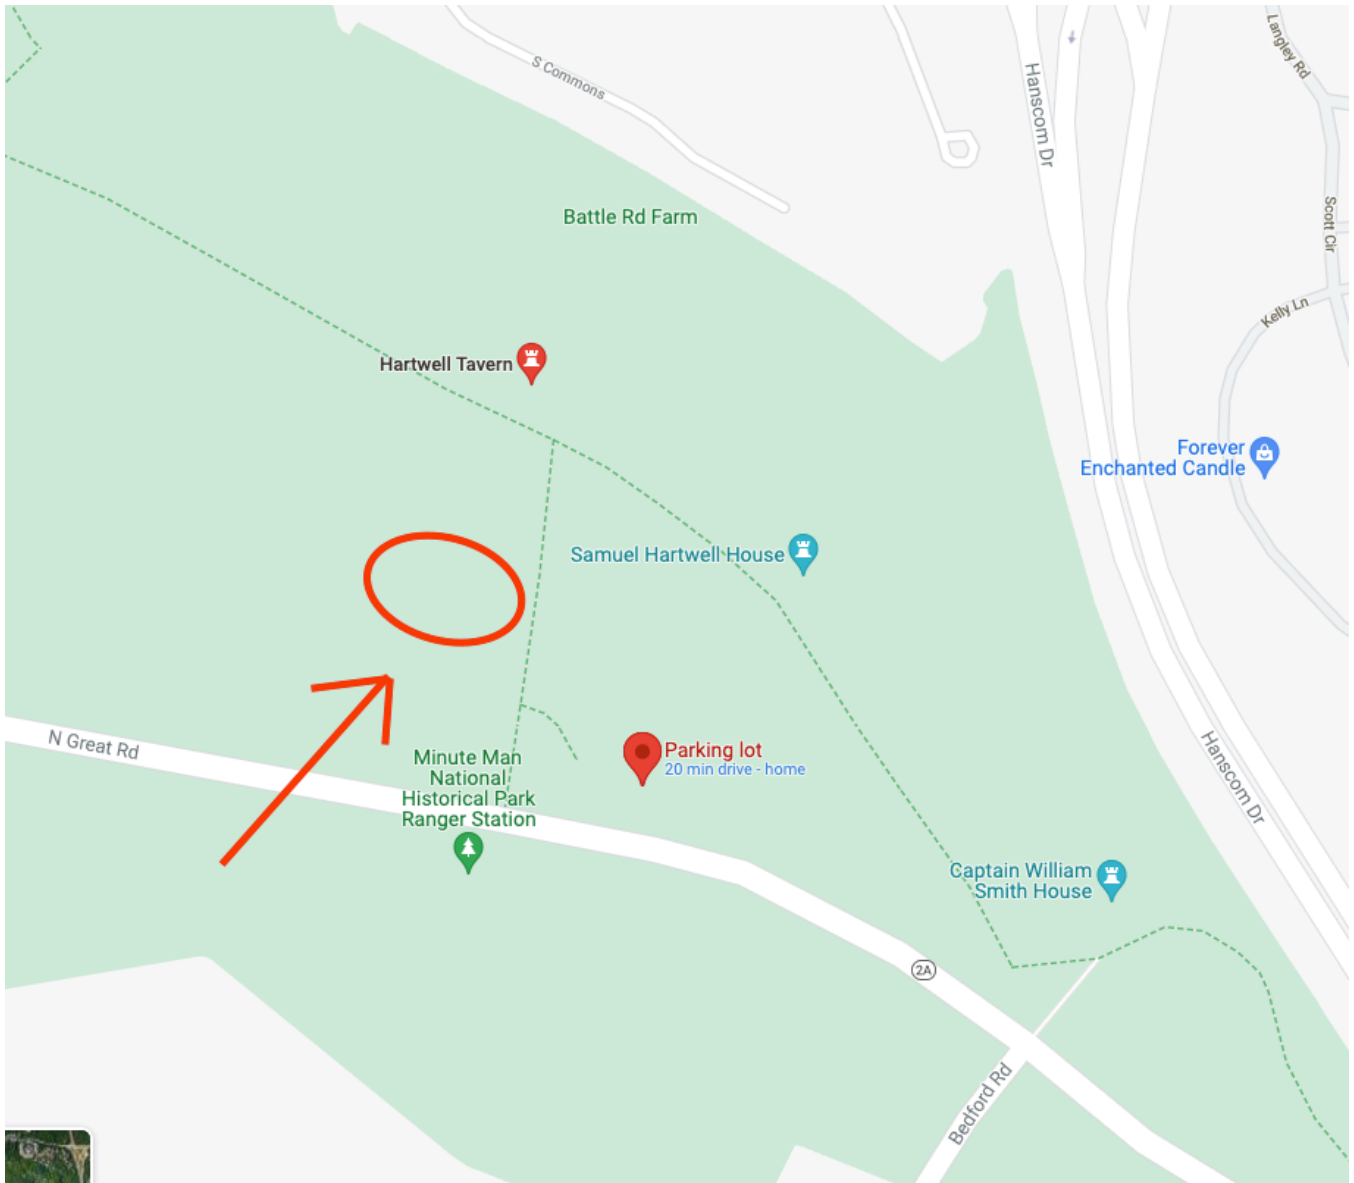 Langley Rd
S Commons
Hanscom Dr
Battle Rd Farm
Scott Cir
Kelly Ln
Hartwell Tavern
Forever
Enchanted Candle
Samuel Hartwell House
N Great Rd
Minute Man
National
Historical Park
Ranger Station
Parking lot
20 min drive - home
Hanscom Dr
Captain William
Smith House
2A
Bedford Rd